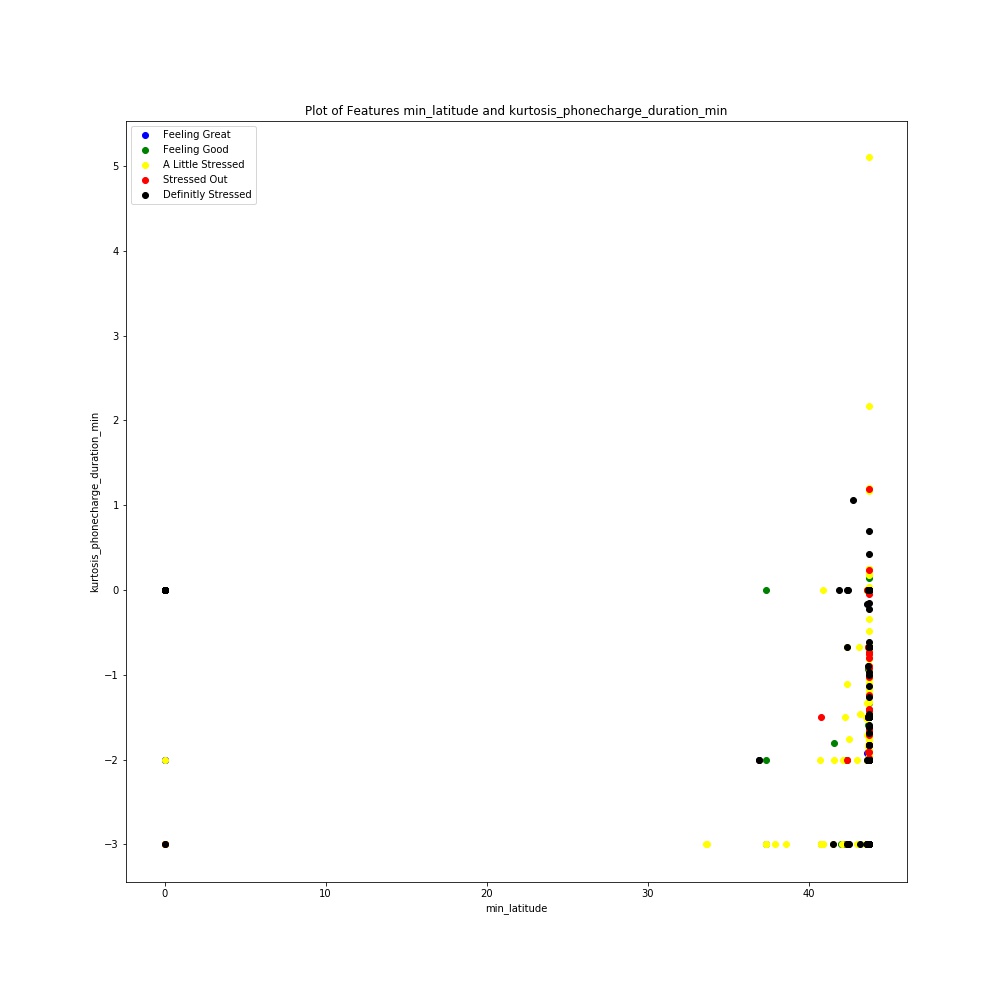 Plot of Features min_latitude and kurtosis_phonecharge_duration_min
Feeling Great
Feeling Good
A Little Stressed
Stressed Out
Definitly Stressed
kurtosis_phonecharge_duration_min
5
4
3
2
1
0
−1
−2
−3
0 10 20 30 40
min_latitude